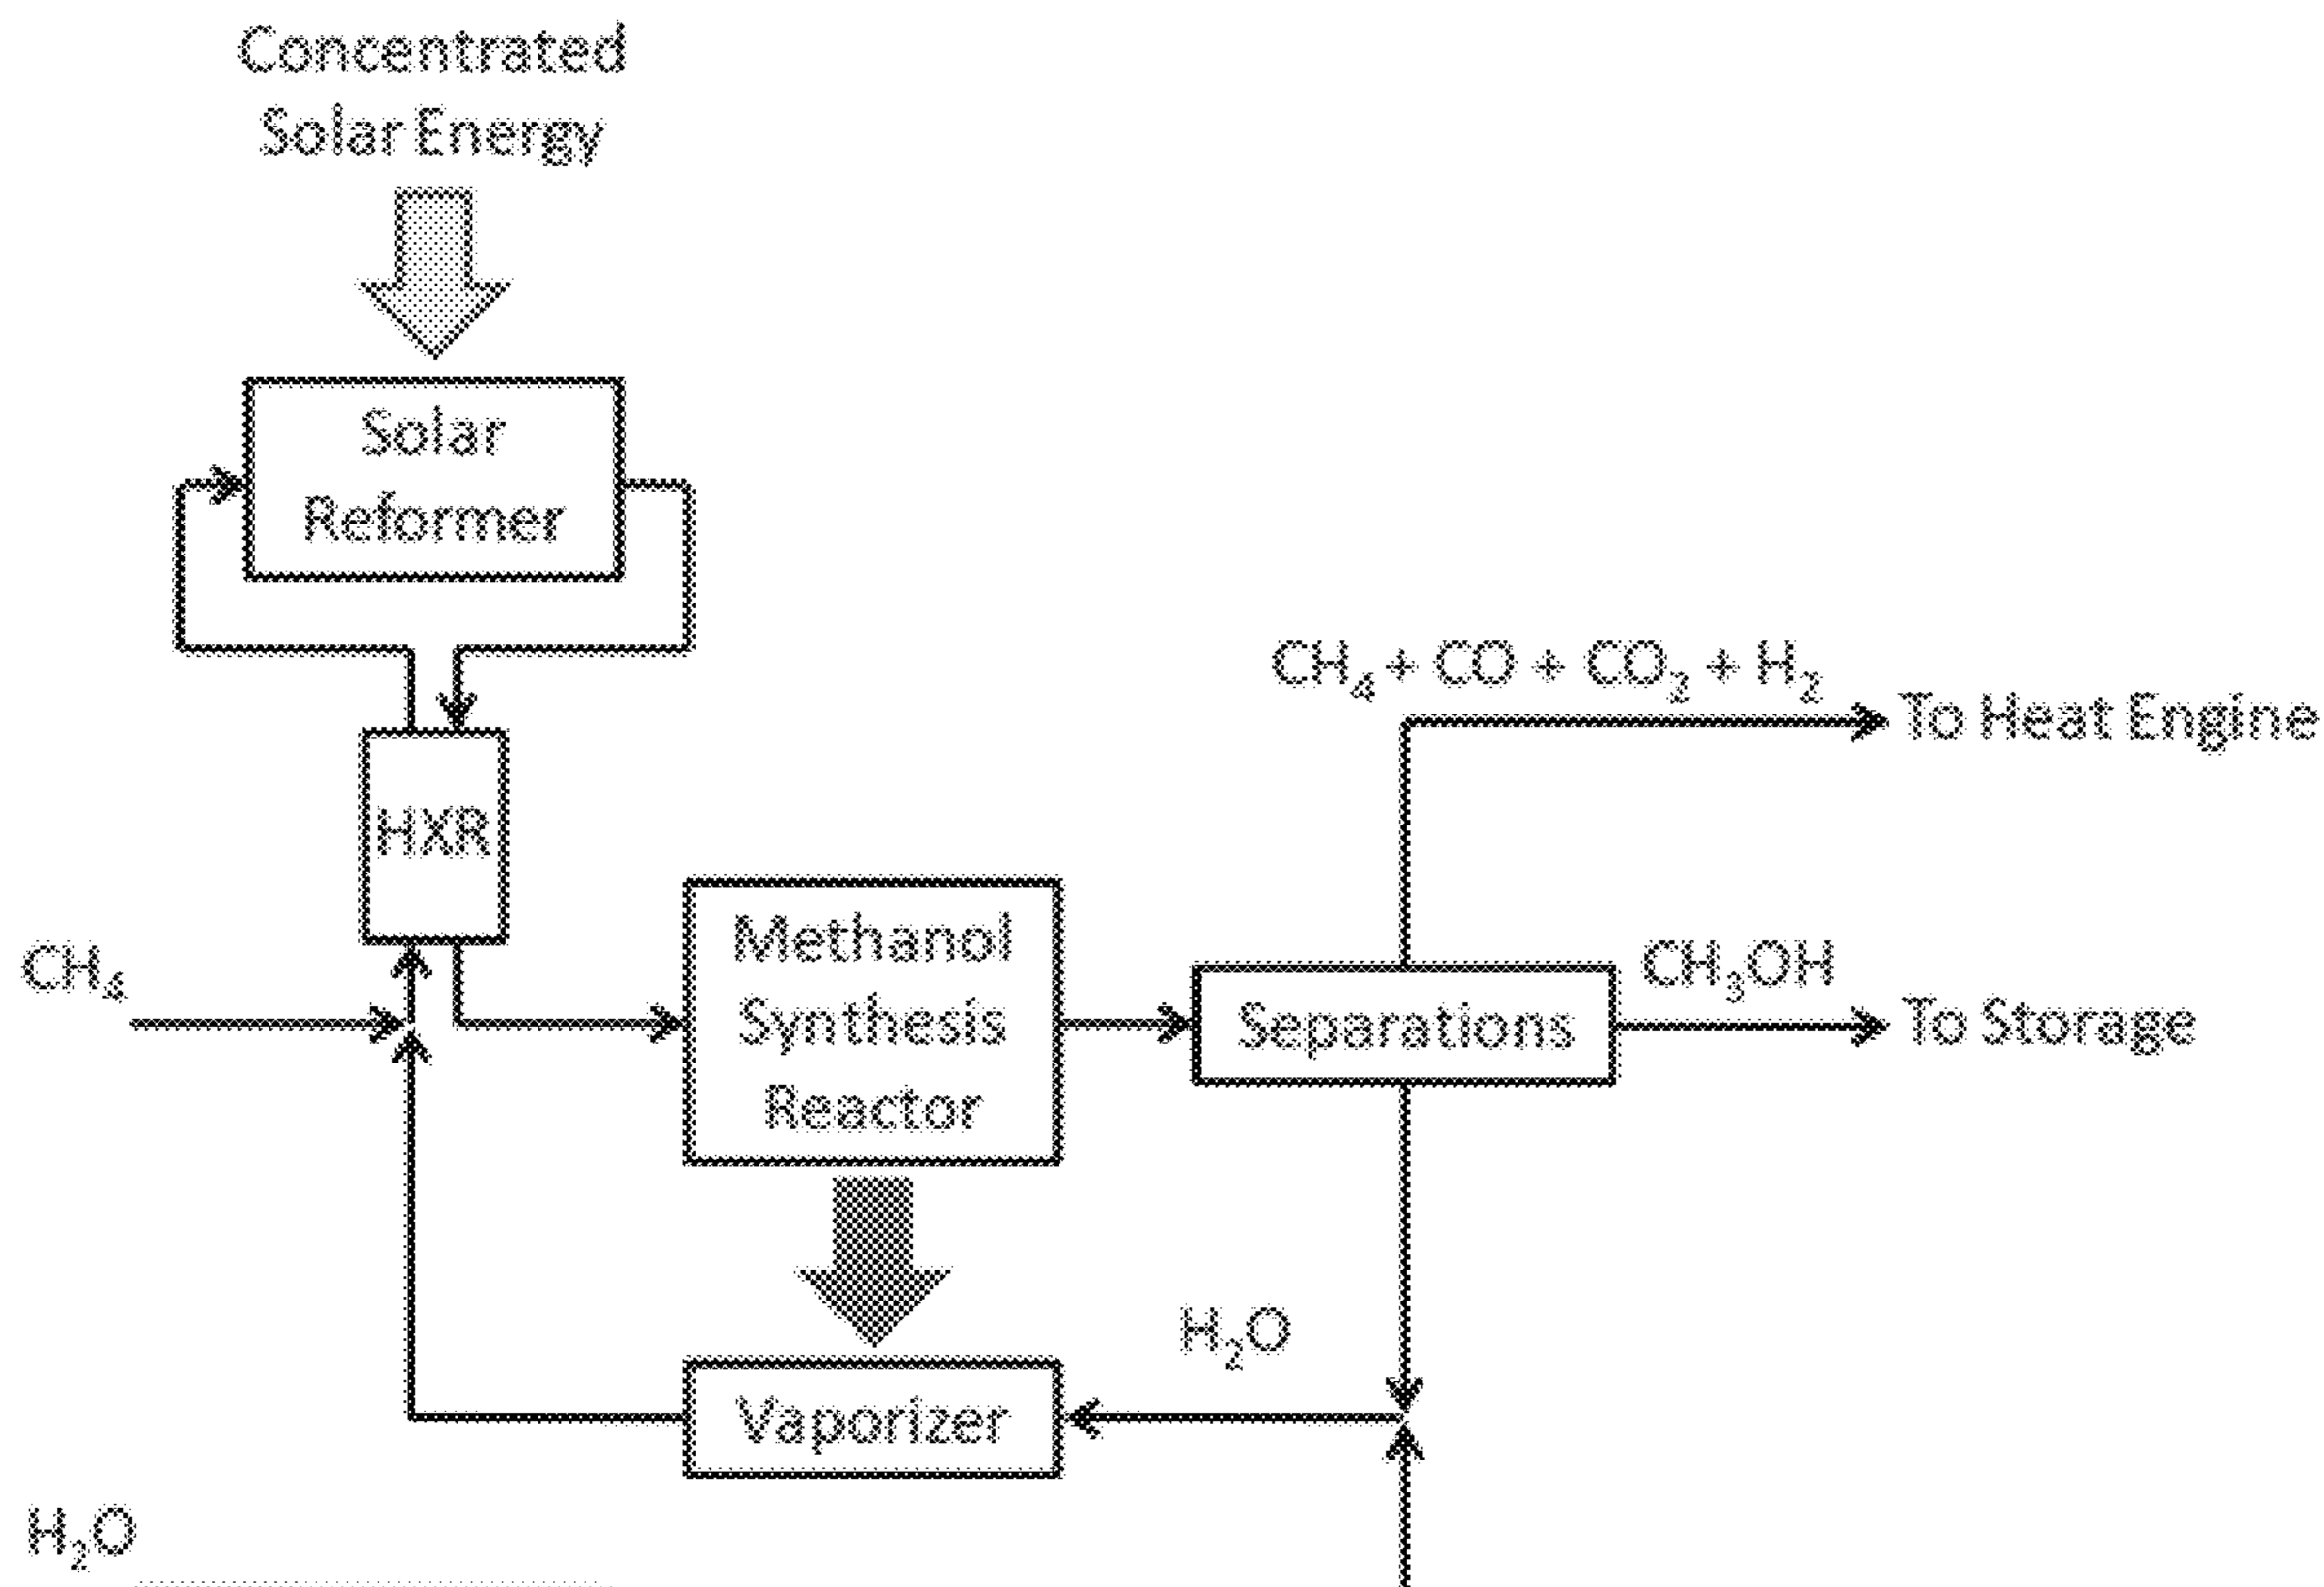 Concentrated
Solar Energy
Solar
Reformer
HXR
CH₄ + CO + CO₂ + H₂
To Heat Engine
CH₄
Methanol
Synthesis
Reactor
Separations
CH₃OH
To Storage
H₂O
Vaporizer
H₂O